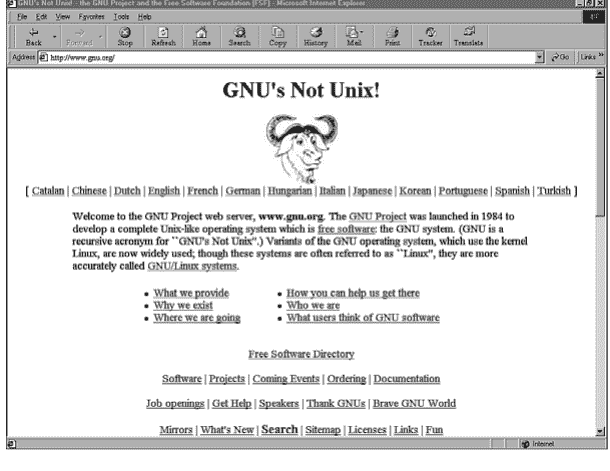 GNU's Not Unix! - the GNU Project and the Free Software Foundation (FSF) - Microsoft Internet Explorer
File Edit View Favorites Tools Help
Back Forward Stop Refresh Home Search Copy History Mail Print Tracker Translate
Address http://www.gnu.org/ Go Links »
GNU's Not Unix!
[ Catalan | Chinese | Dutch | English | French | German | Hungarian | Italian | Japanese | Korean | Portuguese | Spanish | Turkish ]
Welcome to the GNU Project web server, www.gnu.org. The GNU Project was launched in 1984 to
develop a complete Unix-like operating system which is free software: the GNU system. (GNU is a
recursive acronym for ``GNU's Not Unix''.) Variants of the GNU operating system, which use the kernel
Linux, are now widely used; though these systems are often referred to as ``Linux'', they are more
accurately called GNU/Linux systems.
• What we provide
• Why we exist
• Where we are going
• How you can help us get there
• Who we are
• What users think of GNU software
Free Software Directory
Software | Projects | Coming Events | Ordering | Documentation
Job openings | Get Help | Speakers | Thank GNUs | Brave GNU World
Mirrors | What's New | Search | Sitemap | Licenses | Links | Fun
Internet